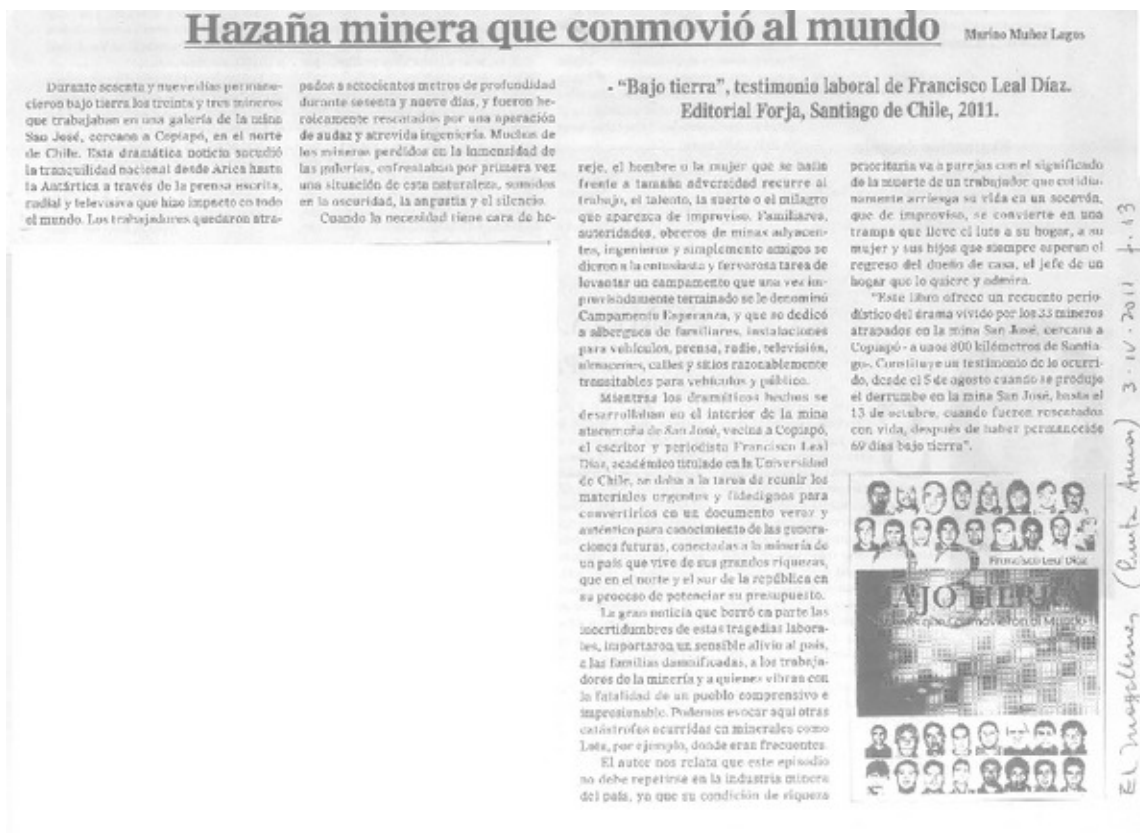 Hazaña minera que conmovió al mundo
Marino Muñoz Lagos
- "Bajo tierra", testimonio laboral de Francisco Leal Díaz.
Editorial Forja, Santiago de Chile, 2011.
Durante sesenta y nueve días permane-
cieron bajo tierra los treinta y tres mineros
que trabajaban en una galería de la mina
San José, cercana a Copiapó, en el norte
de Chile. Esta dramática noticia sacudió
la tranquilidad nacional desde Arica hasta
la Antártica a través de la prensa escrita,
radial y televisiva que hizo impacto en todo
el mundo. Los trabajadores quedaron atra-
pados a setecientos metros de profundidad
durante sesenta y nueve días, y fueron he-
roicamente rescatados por una operación
de audaz y atrevida ingeniería. Muchos de
los mineros perdidos en la inmensidad de
las galerías, enfrentaban por primera vez
una situación de esta naturaleza, sumidos
en la oscuridad, la angustia y el silencio.
Cuando la necesidad tiene cara de he-
reje, el hombre o la mujer que se halla
frente a tamaña adversidad recurre al
trabajo, el talento, la suerte o el milagro
que aparezca de improviso. Familiares,
autoridades, obreros de minas adyacen-
tes, ingenieros y simplemente amigos se
dieron a la entusiasta y fervorosa tarea de
levantar un campamento que una vez im-
provisadamente terminado se le denominó
Campamento Esperanza, y que se dedicó
a albergues de familiares, instalaciones
para vehículos, prensa, radio, televisión,
almacenes, calles y sitios razonablemente
transitables para vehículos y público.
Mientras los dramáticos hechos se
desarrollaban en el interior de la mina
atacameña de San José, vecina a Copiapó,
el escritor y periodista Francisco Leal
Díaz, académico titulado en la Universidad
de Chile, se daba a la tarea de reunir los
materiales urgentes y fidedignos para
convertirlos en un documento veraz y
auténtico para conocimiento de las genera-
ciones futuras, conectadas a la minería de
un país que vive de sus grandes riquezas,
que en el norte y el sur de la república en
su proceso de potenciar su presupuesto.
La gran noticia que borró en parte las
incertidumbres de estas tragedias labora-
les, importaron un sensible alivio al país,
a las familias damnificadas, a los trabaja-
dores de la minería y a quienes vibran con
la fatalidad de un pueblo comprensivo e
impresionable. Podemos evocar aquí otras
catástrofes ocurridas en minerales como
Lota, por ejemplo, donde eran frecuentes.
El autor nos relata que este episodio
no debe repetirse en la industria minera
del país, ya que su condición de riqueza
prioritaria va a parejas con el significado
de la muerte de un trabajador que cotidia-
namente arriesga su vida en un socavón,
que de improviso, se convierte en una
trampa que lleve el luto a su hogar, a su
mujer y sus hijos que siempre esperan el
regreso del dueño de casa, el jefe de un
hogar que lo quiere y admira.
"Este libro ofrece un recuento perio-
dístico del drama vivido por los 33 mineros
atrapados en la mina San José, cercana a
Copiapó - a unos 800 kilómetros de Santia-
go-. Constituye un testimonio de lo ocurri-
do, desde el 5 de agosto cuando se produjo
el derrumbe en la mina San José, hasta el
13 de octubre, cuando fueron rescatados
con vida, después de haber permanecido
69 días bajo tierra".
Francisco Leal Díaz
BAJO TIERRA
que conmovieron al Mundo
El Magallanes (Punta Arenas) 3-IV-2011 p. 13